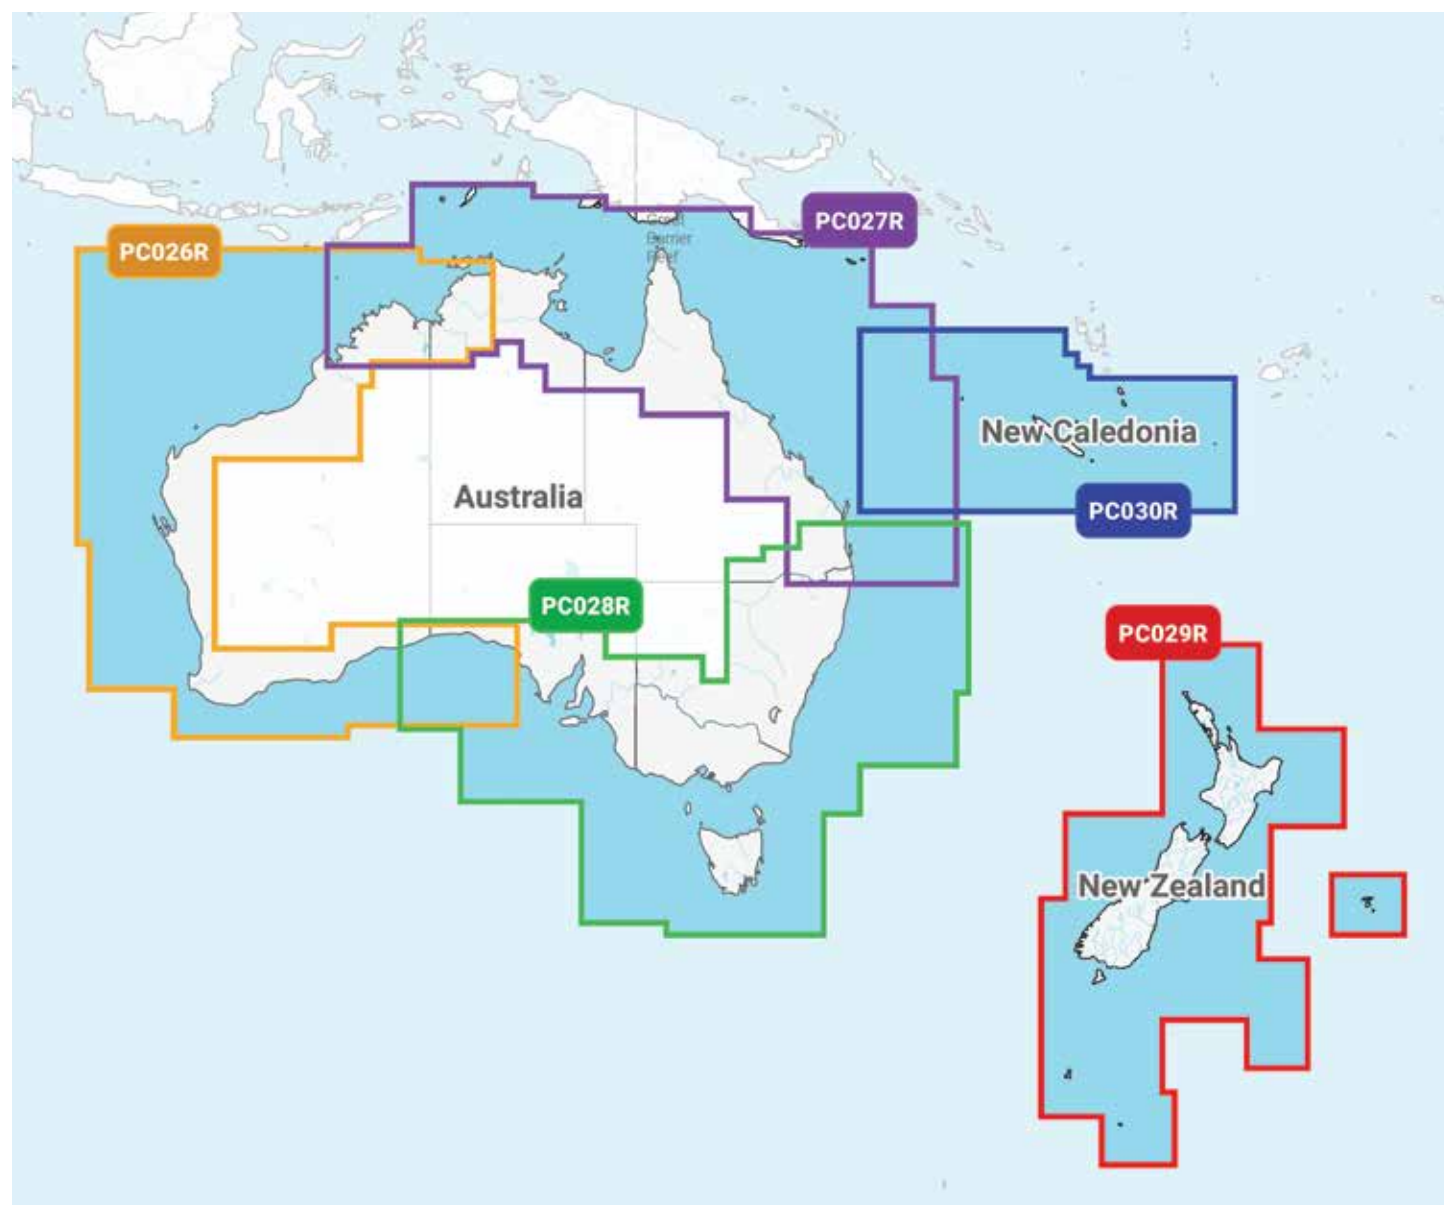 PC027R
Great
Barrier
Reef
PC026R
New Caledonia
Australia
PC030R
PC028R
PC029R
New Zealand